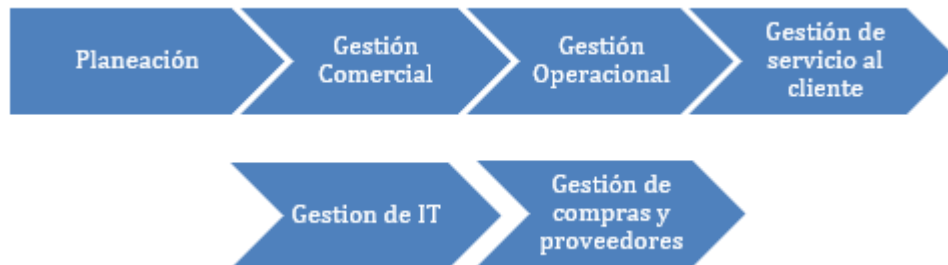 Planeación
Gestión
Comercial
Gestión
Operacional
Gestión de
servicio al
cliente
Gestion de IT
Gestión de
compras y
proveedores